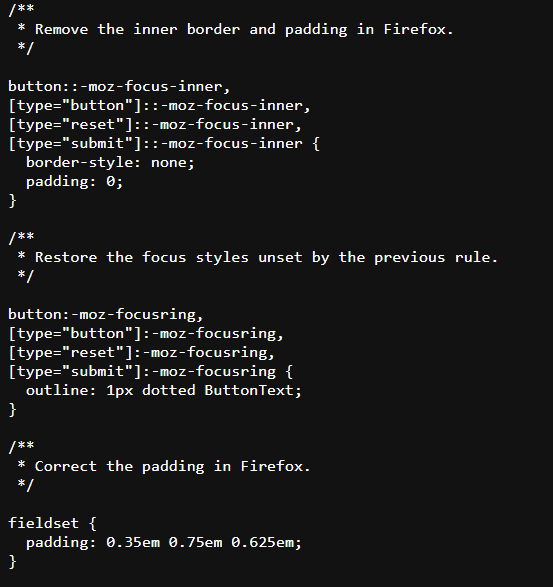 /**
 * Remove the inner border and padding in Firefox.
 */
button::-moz-focus-inner,
[type="button"]::-moz-focus-inner,
[type="reset"]::-moz-focus-inner,
[type="submit"]::-moz-focus-inner {
  border-style: none;
  padding: 0;
}
/**
 * Restore the focus styles unset by the previous rule.
 */
button:-moz-focusring,
[type="button"]:-moz-focusring,
[type="reset"]:-moz-focusring,
[type="submit"]:-moz-focusring {
  outline: 1px dotted ButtonText;
}
/**
 * Correct the padding in Firefox.
 */
fieldset {
  padding: 0.35em 0.75em 0.625em;
}